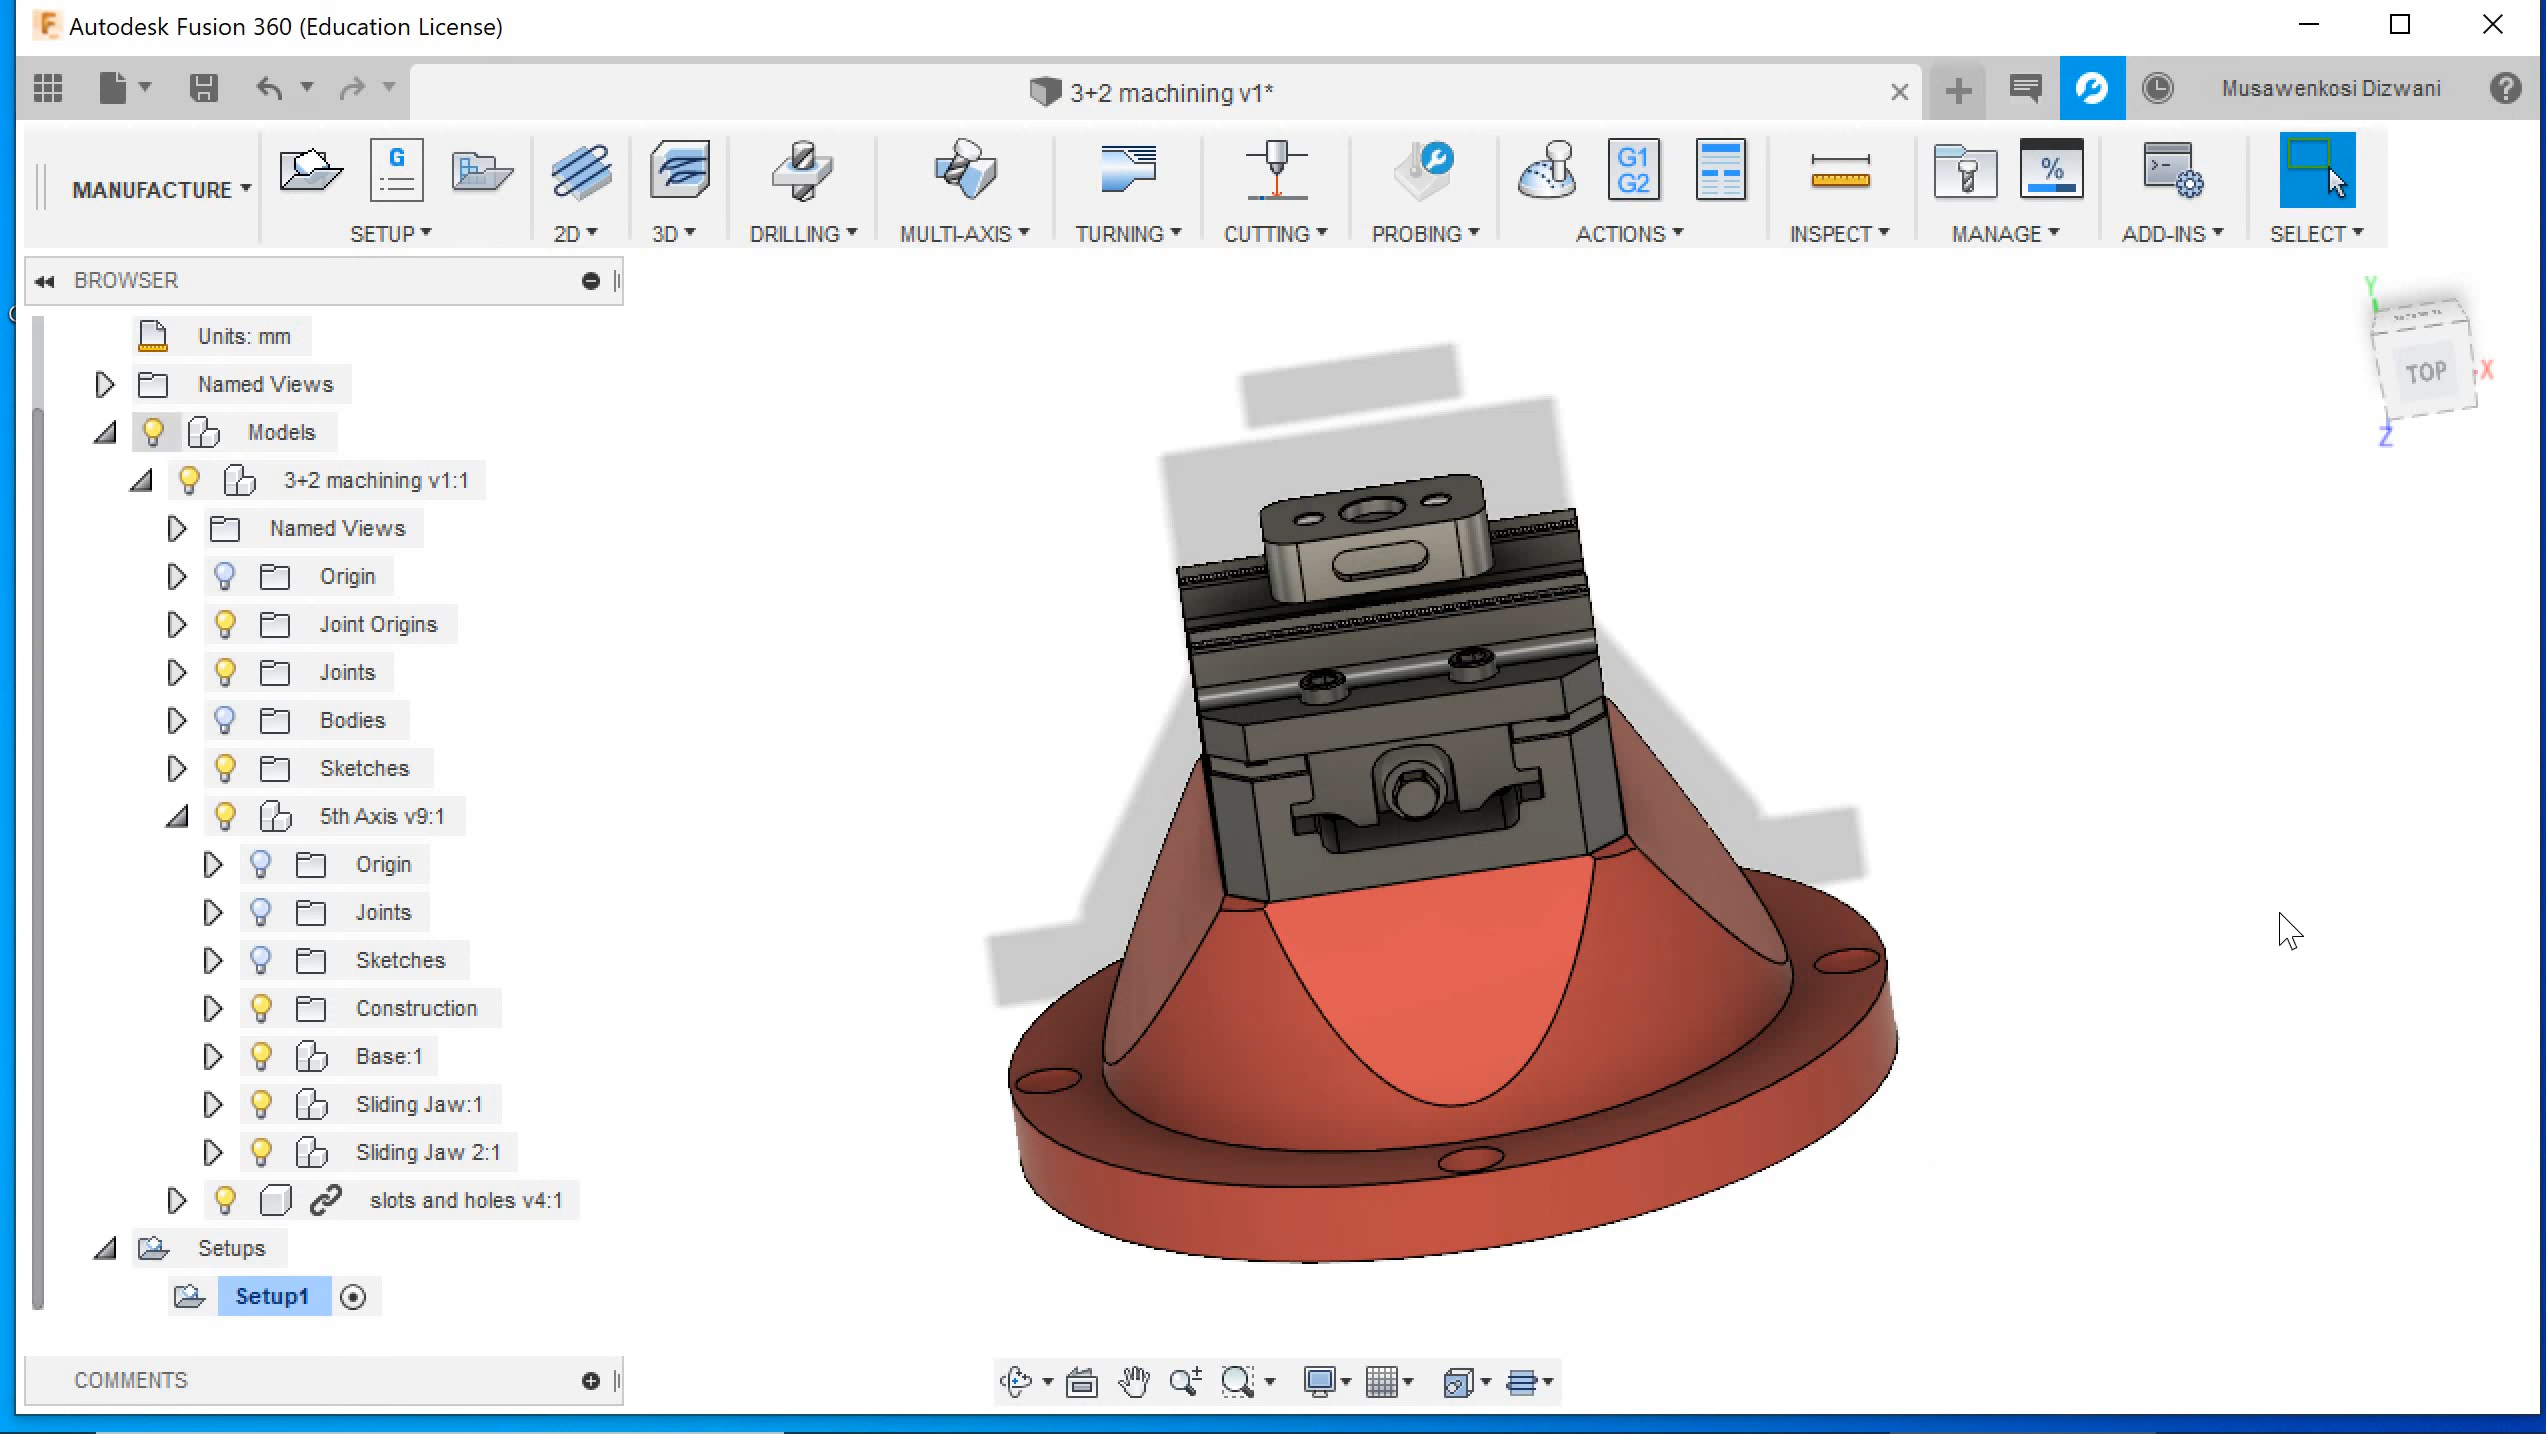 Autodesk Fusion 360 (Education License)
3+2 machining v1*
Musawenkosi Dizwani
MANUFACTURE
G
G1
G2
%
SETUP
2D
3D
DRILLING
MULTI-AXIS
TURNING
CUTTING
PROBING
ACTIONS
INSPECT
MANAGE
ADD-INS
SELECT
BROWSER
Units: mm
Named Views
Models
3+2 machining v1:1
Named Views
Origin
Joint Origins
Joints
Bodies
Sketches
5th Axis v9:1
Origin
Joints
Sketches
Construction
Base:1
Sliding Jaw:1
Sliding Jaw 2:1
slots and holes v4:1
Setups
Setup1
COMMENTS
Y
TOP
X
Z